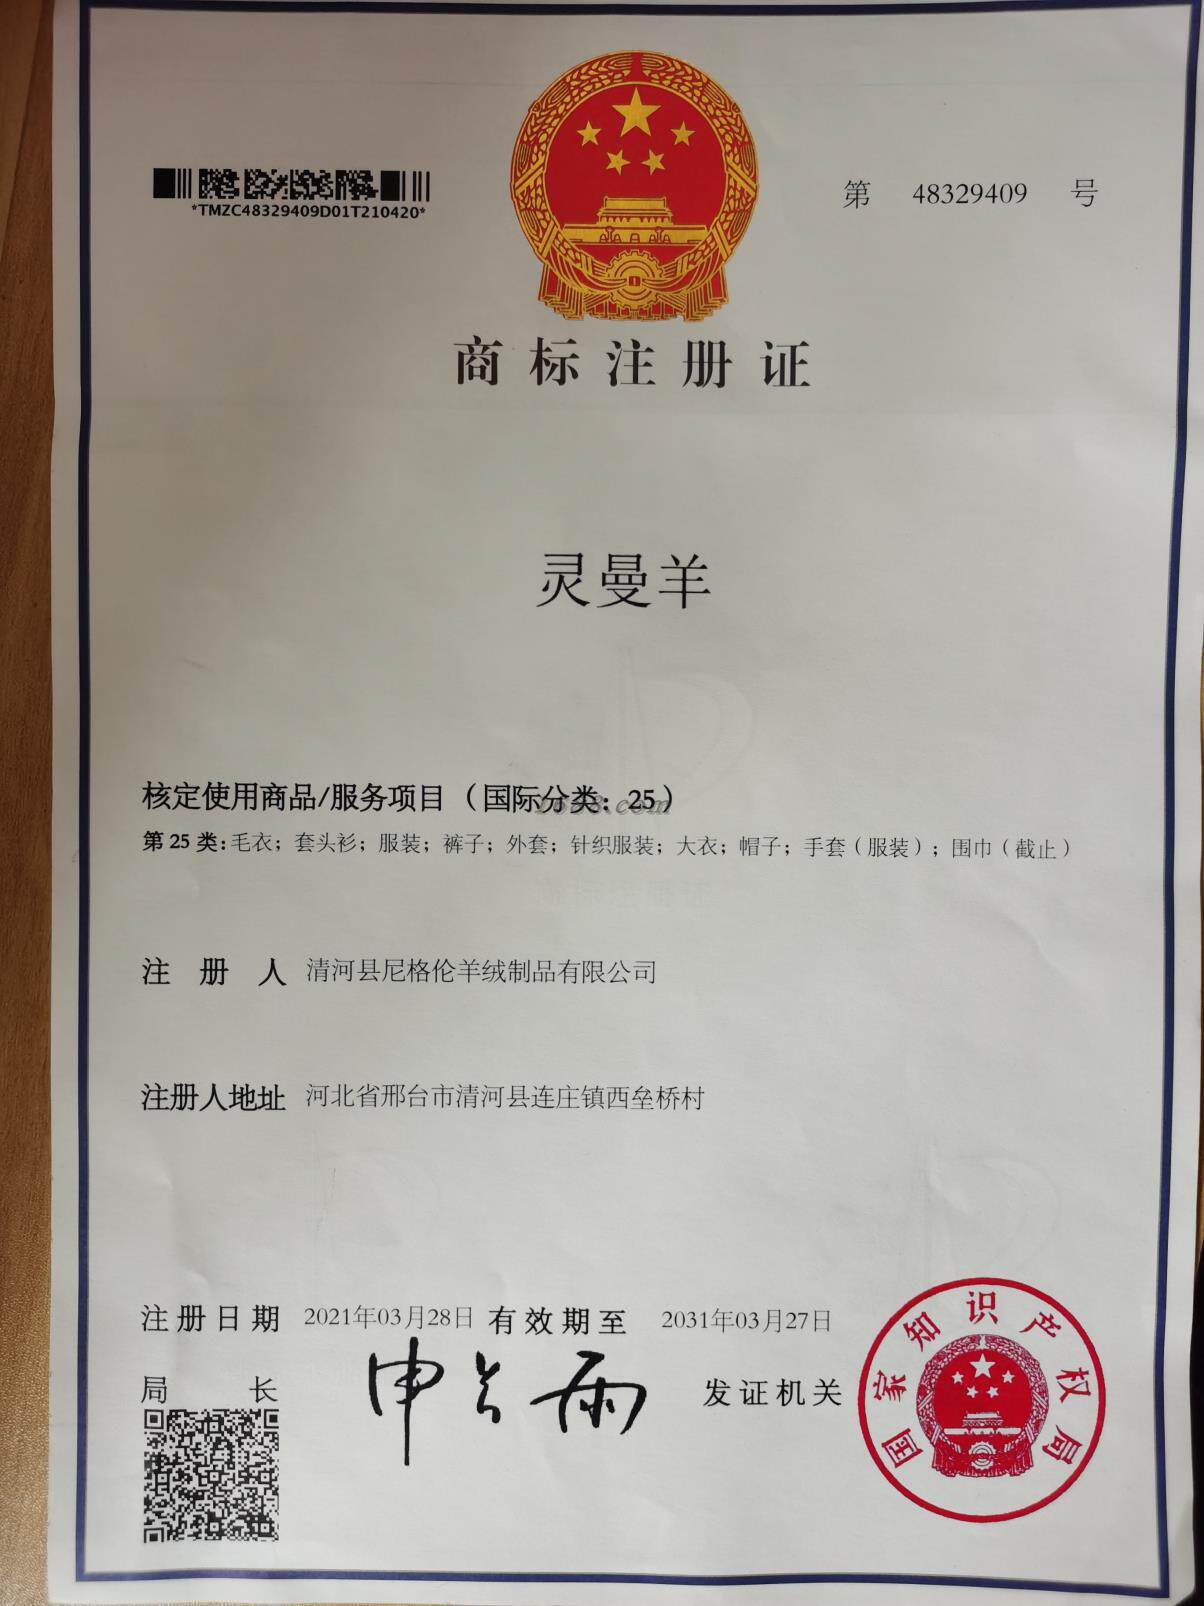 *TMZC48329409D01T210420*
第 48329409 号
商标注册证
灵曼羊
核定使用商品/服务项目（国际分类：25）
1688.com
第 25 类：毛衣；套头衫；服装；裤子；外套；针织服装；大衣；帽子；手套（服装）；围巾（截止）
注 册 人 清河县尼格伦羊绒制品有限公司
注册人地址 河北省邢台市清河县连庄镇西垒桥村
注册日期 2021年03月28日 有效期至 2031年03月27日
局 长 申长雨 发证机关
国家知识产权局